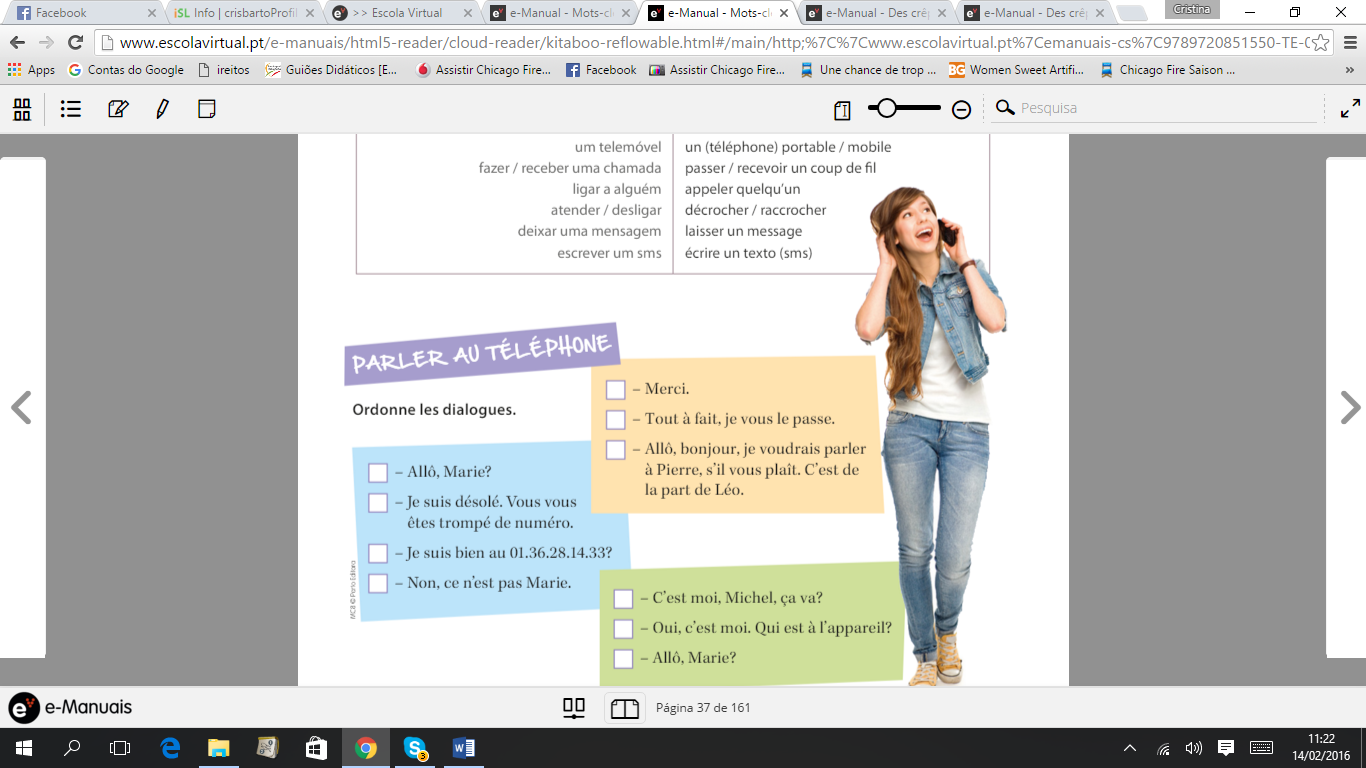 Facebook
iSL Info | crisbartoProfil
>> Escola Virtual
e-Manual - Mots-cl
e-Manual - Mots-cl
e-Manual - Des crêp
e-Manual - Des crêp
Cristina
www.escolavirtual.pt/e-manuais/html5-reader/cloud-reader/kitaboo-reflowable.html#/main/http;%7C%7Cwww.escolavirtual.pt%7Cemanuais-cs%7C9789720851550-TE-0
Apps
Contas do Google
ireitos
Guiões Didáticos [E...
Assistir Chicago Fire...
Facebook
Assistir Chicago Fire...
Une chance de trop ...
BG Women Sweet Artifi...
Chicago Fire Saison ...
»
Pesquisa
um telemóvel un (téléphone) portable / mobile
fazer / receber uma chamada passer / recevoir un coup de fil
ligar a alguém appeler quelqu'un
atender / desligar décrocher / raccrocher
deixar uma mensagem laisser un message
escrever um sms écrire un texto (sms)
PARLER AU TÉLÉPHONE
Ordonne les dialogues.
– Merci.
– Tout à fait, je vous le passe.
– Allô, bonjour, je voudrais parler
à Pierre, s'il vous plaît. C'est de
la part de Léo.
– Allô, Marie?
– Je suis désolé. Vous vous
êtes trompé de numéro.
– Je suis bien au 01.36.28.14.33?
– Non, ce n'est pas Marie.
MC8 © Porto Editora
– C'est moi, Michel, ça va?
– Oui, c'est moi. Qui est à l'appareil?
– Allô, Marie?
e-Manuais
Página 37 de 161
11:22
14/02/2016